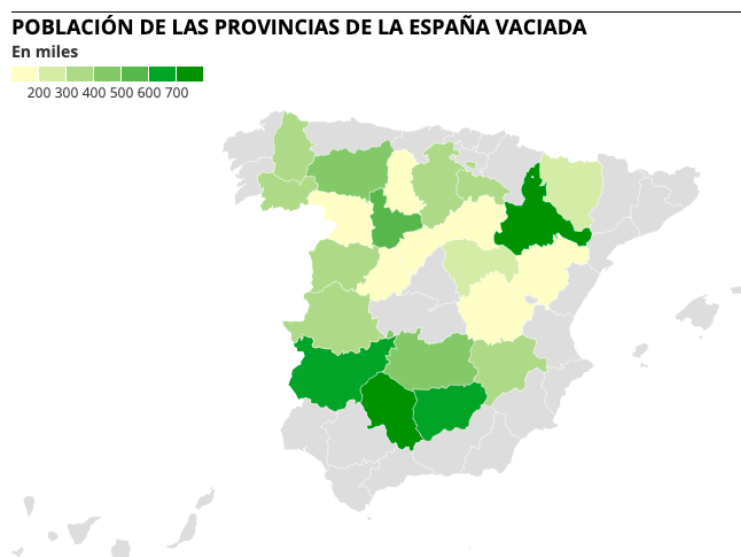 POBLACIÓN DE LAS PROVINCIAS DE LA ESPAÑA VACIADA
En miles
200 300 400 500 600 700